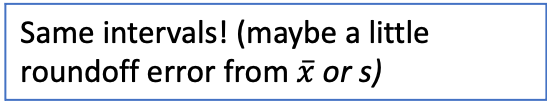 Same intervals! (maybe a little
roundoff error from x̄ or s)